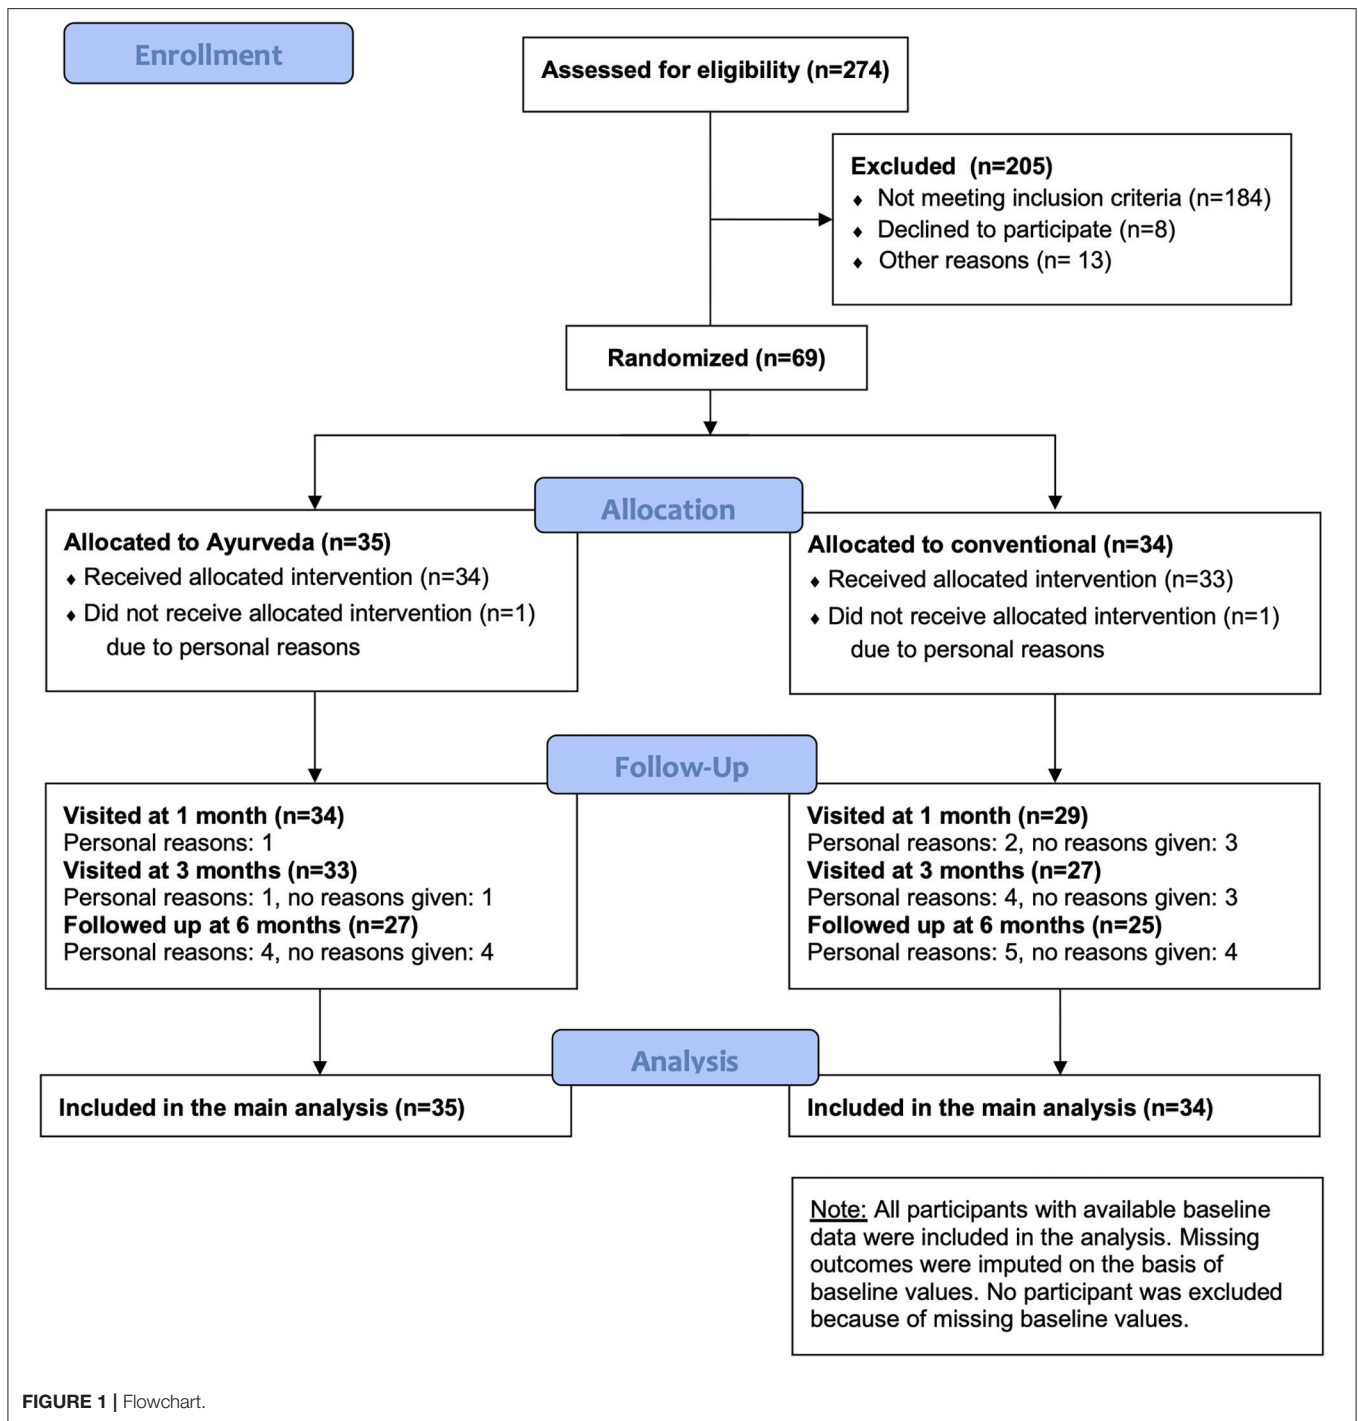 Enrollment
Assessed for eligibility (n=274)
Excluded (n=205)
♦ Not meeting inclusion criteria (n=184)
♦ Declined to participate (n=8)
♦ Other reasons (n= 13)
Randomized (n=69)
Allocation
Allocated to Ayurveda (n=35)
♦ Received allocated intervention (n=34)
♦ Did not receive allocated intervention (n=1)
due to personal reasons
Allocated to conventional (n=34)
♦ Received allocated intervention (n=33)
♦ Did not receive allocated intervention (n=1)
due to personal reasons
Follow-Up
Visited at 1 month (n=34)
Personal reasons: 1
Visited at 3 months (n=33)
Personal reasons: 1, no reasons given: 1
Followed up at 6 months (n=27)
Personal reasons: 4, no reasons given: 4
Visited at 1 month (n=29)
Personal reasons: 2, no reasons given: 3
Visited at 3 months (n=27)
Personal reasons: 4, no reasons given: 3
Followed up at 6 months (n=25)
Personal reasons: 5, no reasons given: 4
Analysis
Included in the main analysis (n=35)
Included in the main analysis (n=34)
Note: All participants with available baseline
data were included in the analysis. Missing
outcomes were imputed on the basis of
baseline values. No participant was excluded
because of missing baseline values.
FIGURE 1 | Flowchart.